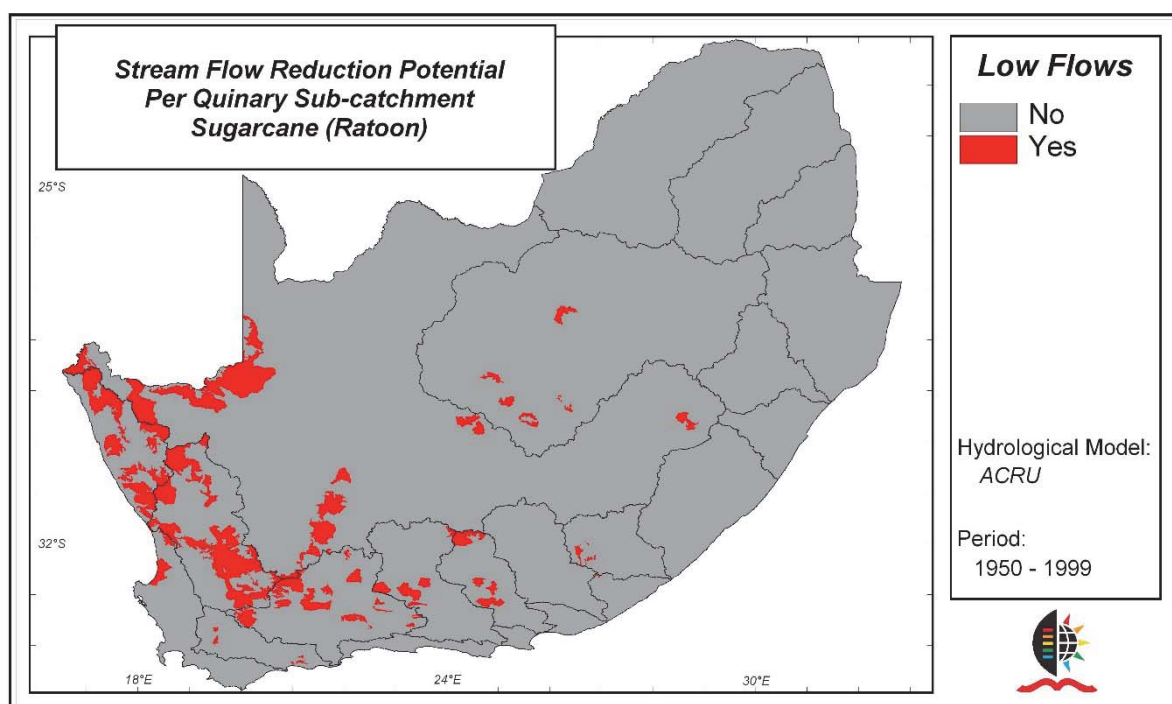 Stream Flow Reduction Potential
Per Quinary Sub-catchment
Sugarcane (Ratoon)
Low Flows
No
Yes
25°S
32°S
18°E
24°E
30°E
Hydrological Model:
ACRU
Period:
1950 - 1999